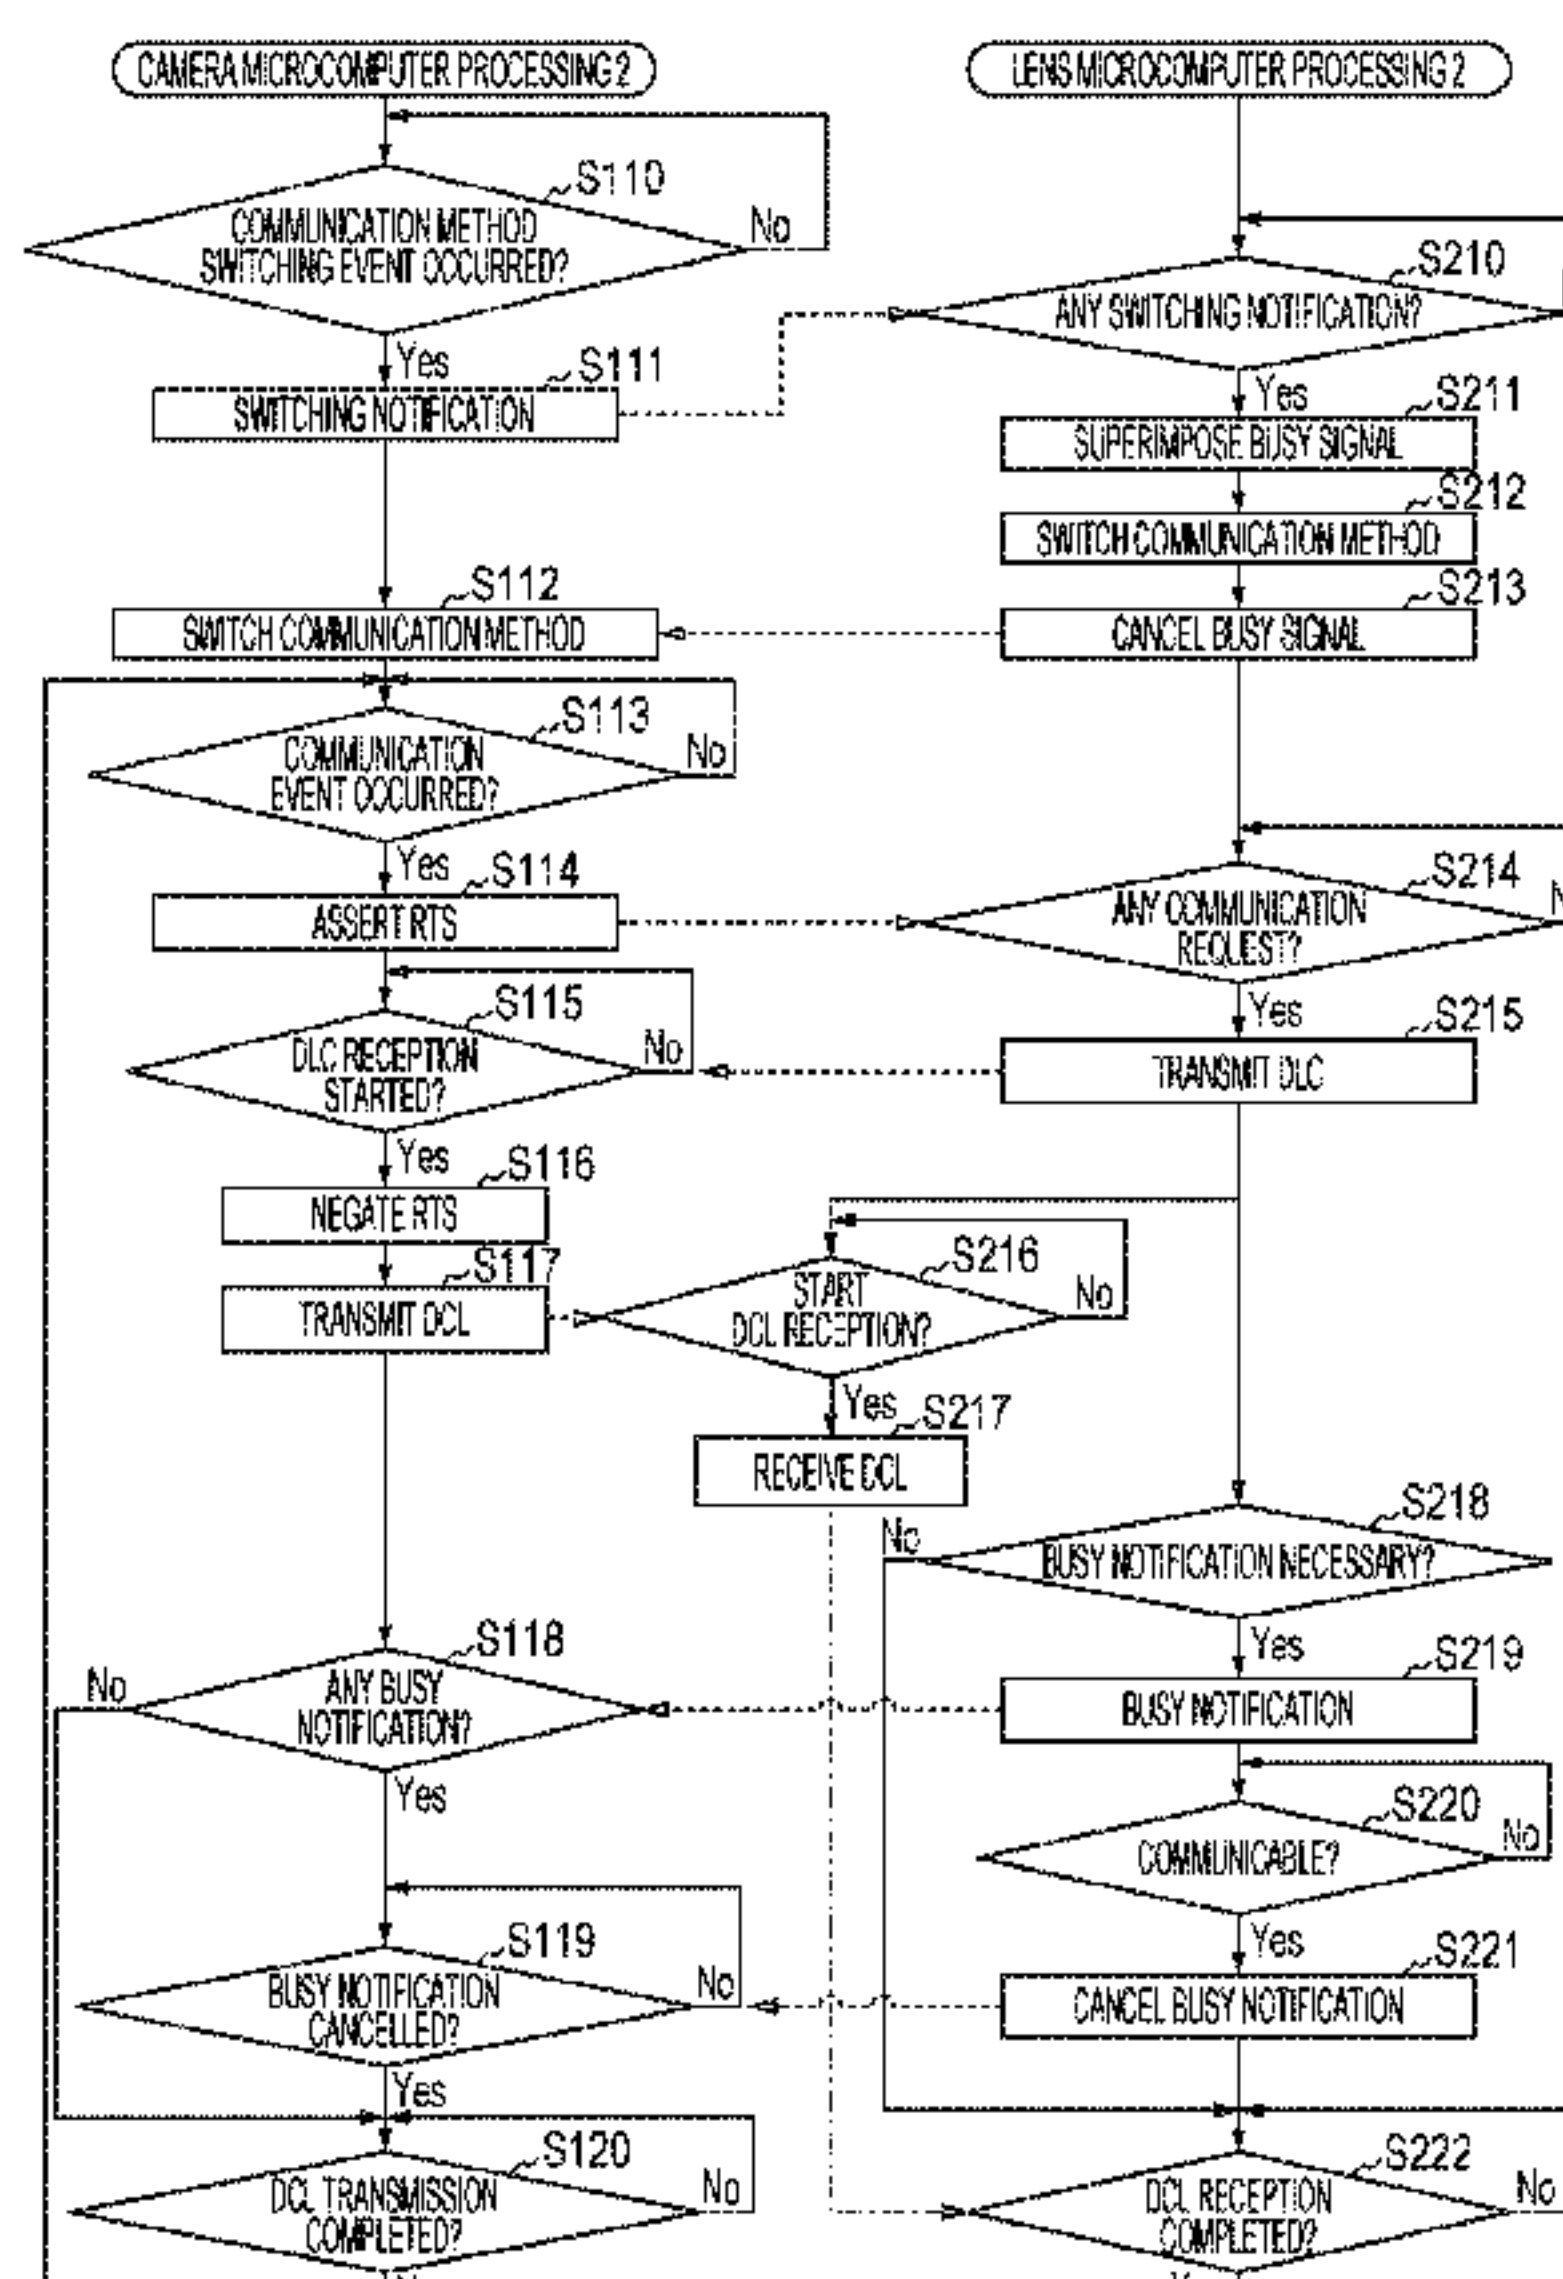 CAMERA MICROCOMPUTER PROCESSING 2
S110
COMMUNICATION METHOD
SWITCHING EVENT OCCURRED?
No
Yes
S111
SWITCHING NOTIFICATION
S112
SWITCH COMMUNICATION METHOD
S113
COMMUNICATION
EVENT OCCURRED?
No
Yes
S114
ASSERT RTS
S115
DLC RECEPTION
STARTED?
No
Yes
S116
NEGATE RTS
S117
TRANSMIT DCL
S118
ANY BUSY
NOTIFICATION?
No
Yes
S119
BUSY NOTIFICATION
CANCELLED?
No
Yes
S120
DCL TRANSMISSION
COMPLETED?
No
LENS MICROCOMPUTER PROCESSING 2
S210
ANY SWITCHING NOTIFICATION?
Yes
S211
SUPERIMPOSE BUSY SIGNAL
S212
SWITCH COMMUNICATION METHOD
S213
CANCEL BUSY SIGNAL
S214
ANY COMMUNICATION
REQUEST?
Yes
S215
TRANSMIT DLC
S216
START
DCL RECEPTION?
No
Yes
S217
RECEIVE DCL
S218
BUSY NOTIFICATION NECESSARY?
No
Yes
S219
BUSY NOTIFICATION
S220
COMMUNICABLE?
No
Yes
S221
CANCEL BUSY NOTIFICATION
S222
DCL RECEPTION
COMPLETED?
No